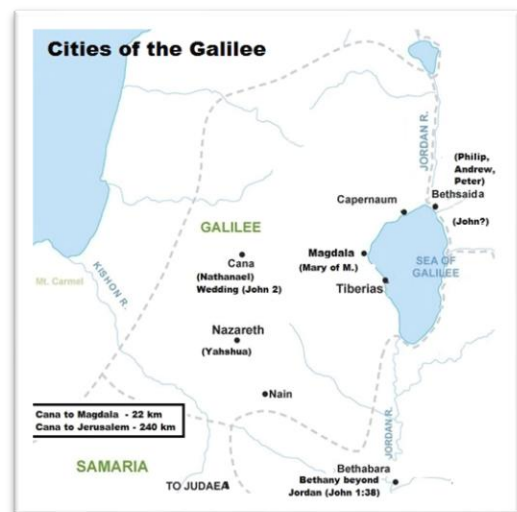 Cities of the Galilee
JORDAN R.
(Philip,
Andrew,
Peter)
Bethsaida
(John?)
Capernaum
GALILEE
Cana
(Nathanael)
Wedding (John 2)
Magdala
(Mary of M.)
SEA OF
GALILEE
Tiberias
Mt. Carmel
KISHON R.
Nazareth
(Yahshua)
Nain
Cana to Magdala - 22 km
Cana to Jerusalem - 240 km
JORDAN R.
SAMARIA
TO JUDAEA
Bethabara
Bethany beyond
Jordan (John 1:38)